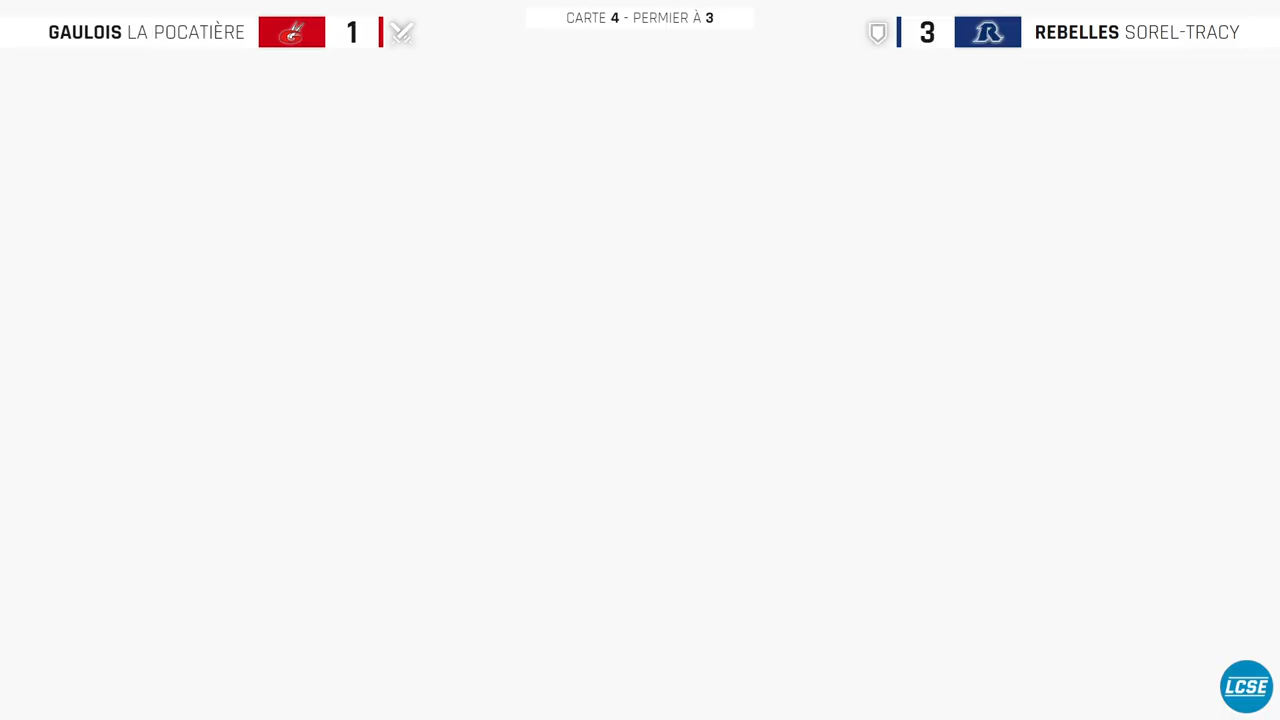 GAULOIS LA POCATIÈRE 1
CARTE 4 - PERMIER À 3
3 R REBELLES SOREL-TRACY
LCSE